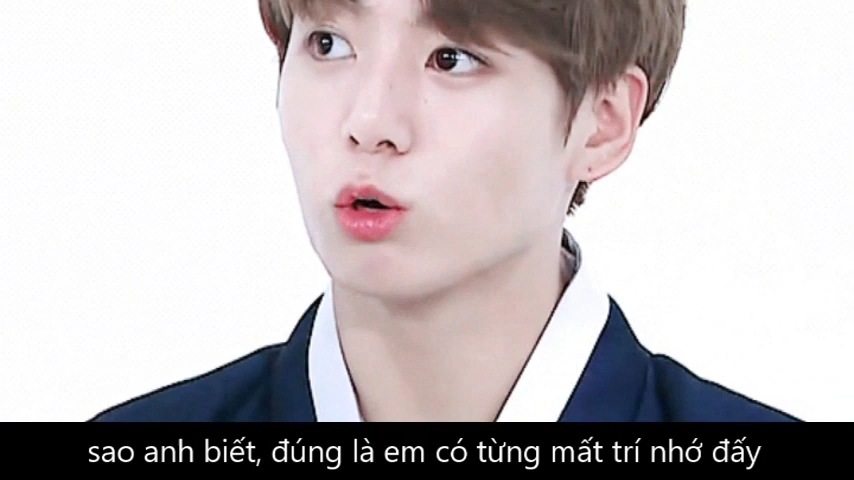 sao anh biết, đúng là em có từng mất trí nhớ đấy